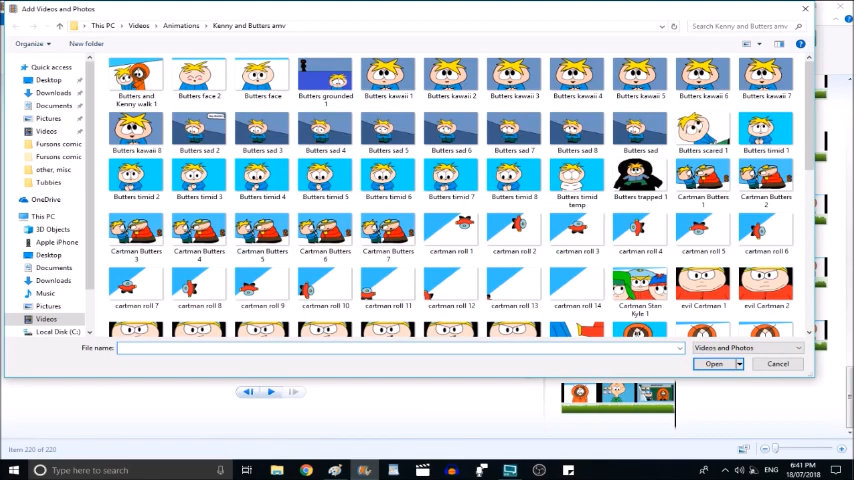 Add Videos and Photos
This PC
Videos
Animations
Kenny and Butters amv
Search Kenny and Butters amv
Organize
New folder
Quick access
Desktop
Downloads
Documents
Pictures
Videos
Fursons comic
Fursons comic
other, misc
Tubbies
OneDrive
This PC
3D Objects
Apple iPhone
Desktop
Documents
Downloads
Music
Pictures
Videos
Local Disk (C:)
Butters and Kenny walk 1
Butters face 2
Butters face
Butters grounded 1
Butters kawaii 1
Butters kawaii 2
Butters kawaii 3
Butters kawaii 4
Butters kawaii 5
Butters kawaii 6
Butters kawaii 7
Butters kawaii 8
Butters sad 2
Butters sad 3
Butters sad 4
Butters sad 5
Butters sad 6
Butters sad 7
Butters sad 8
Butters sad
Butters scared 1
Butters timid 1
Butters timid 2
Butters timid 3
Butters timid 4
Butters timid 5
Butters timid 6
Butters timid 7
Butters timid 8
Butters timid temp
Butters trapped 1
Cartman Butters 1
Cartman Butters 2
Cartman Butters 3
Cartman Butters 4
Cartman Butters 5
Cartman Butters 6
Cartman Butters 7
cartman roll 1
cartman roll 2
cartman roll 3
cartman roll 4
cartman roll 5
cartman roll 6
cartman roll 7
cartman roll 8
cartman roll 9
cartman roll 10
cartman roll 11
cartman roll 12
cartman roll 13
cartman roll 14
Cartman Stan Kyle 1
evil Cartman 1
evil Cartman 2
File name:
Videos and Photos
Open
Cancel
Item 220 of 220
Type here to search
ENG
6:41 PM
18/07/2018